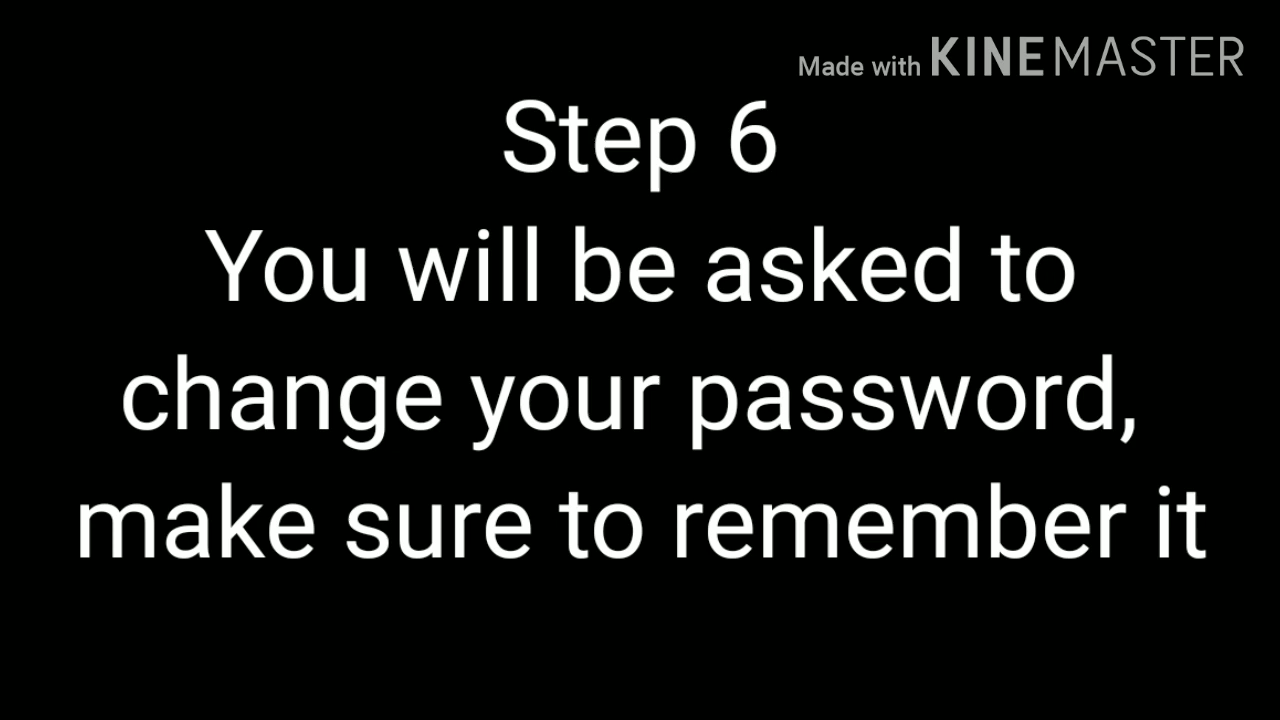 Made with KINEMASTER
Step 6
You will be asked to
change your password,
make sure to remember it